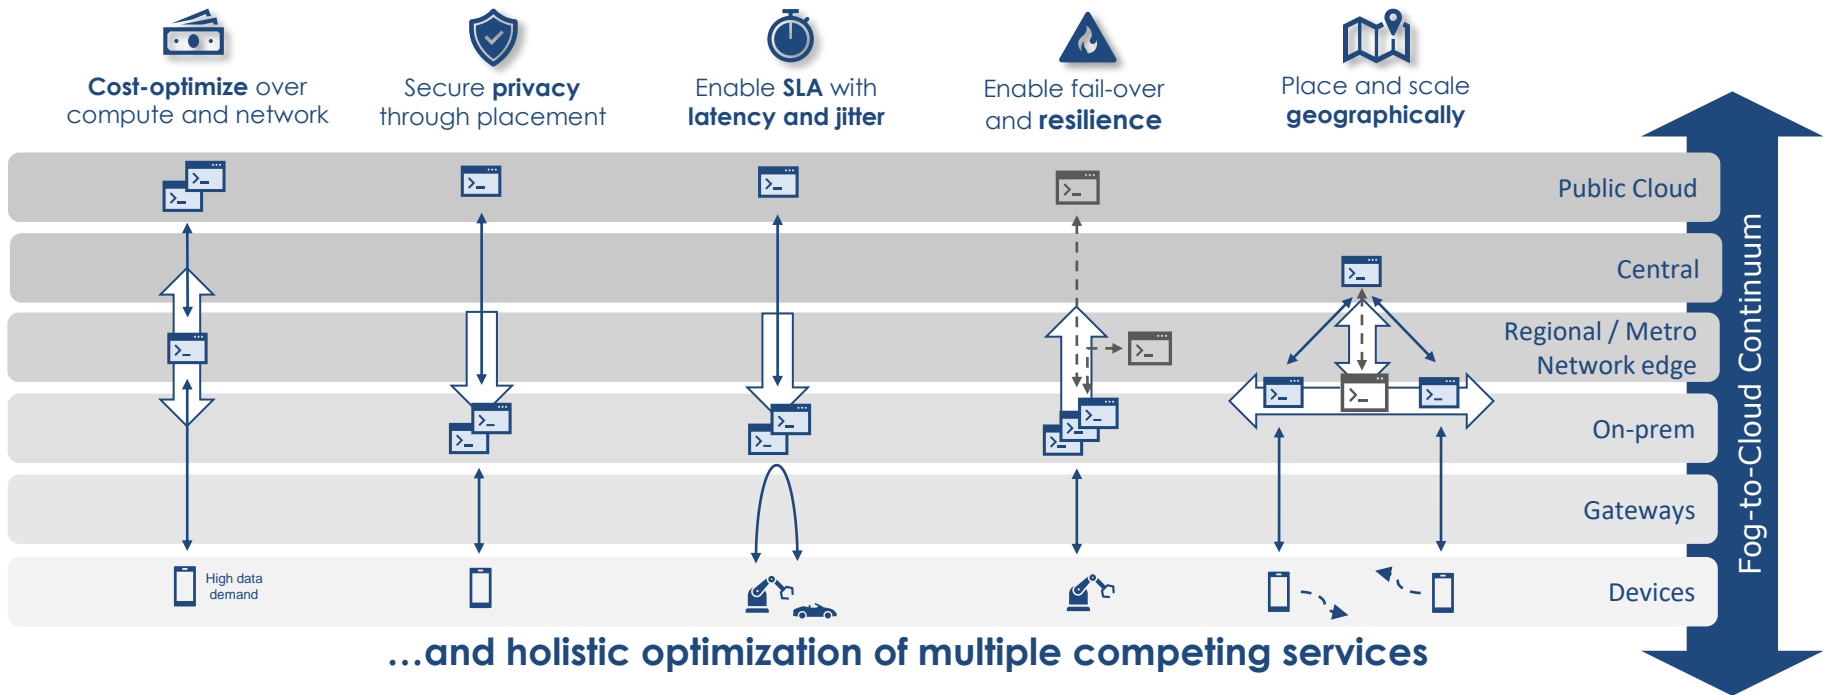 Cost-optimize over
compute and network
Secure privacy
through placement
Enable SLA with
latency and jitter
Enable fail-over
and resilience
Place and scale
geographically
Public Cloud
Central
Regional / Metro
Network edge
On-prem
Gateways
Devices
High data
demand
Fog-to-Cloud Continuum
…and holistic optimization of multiple competing services